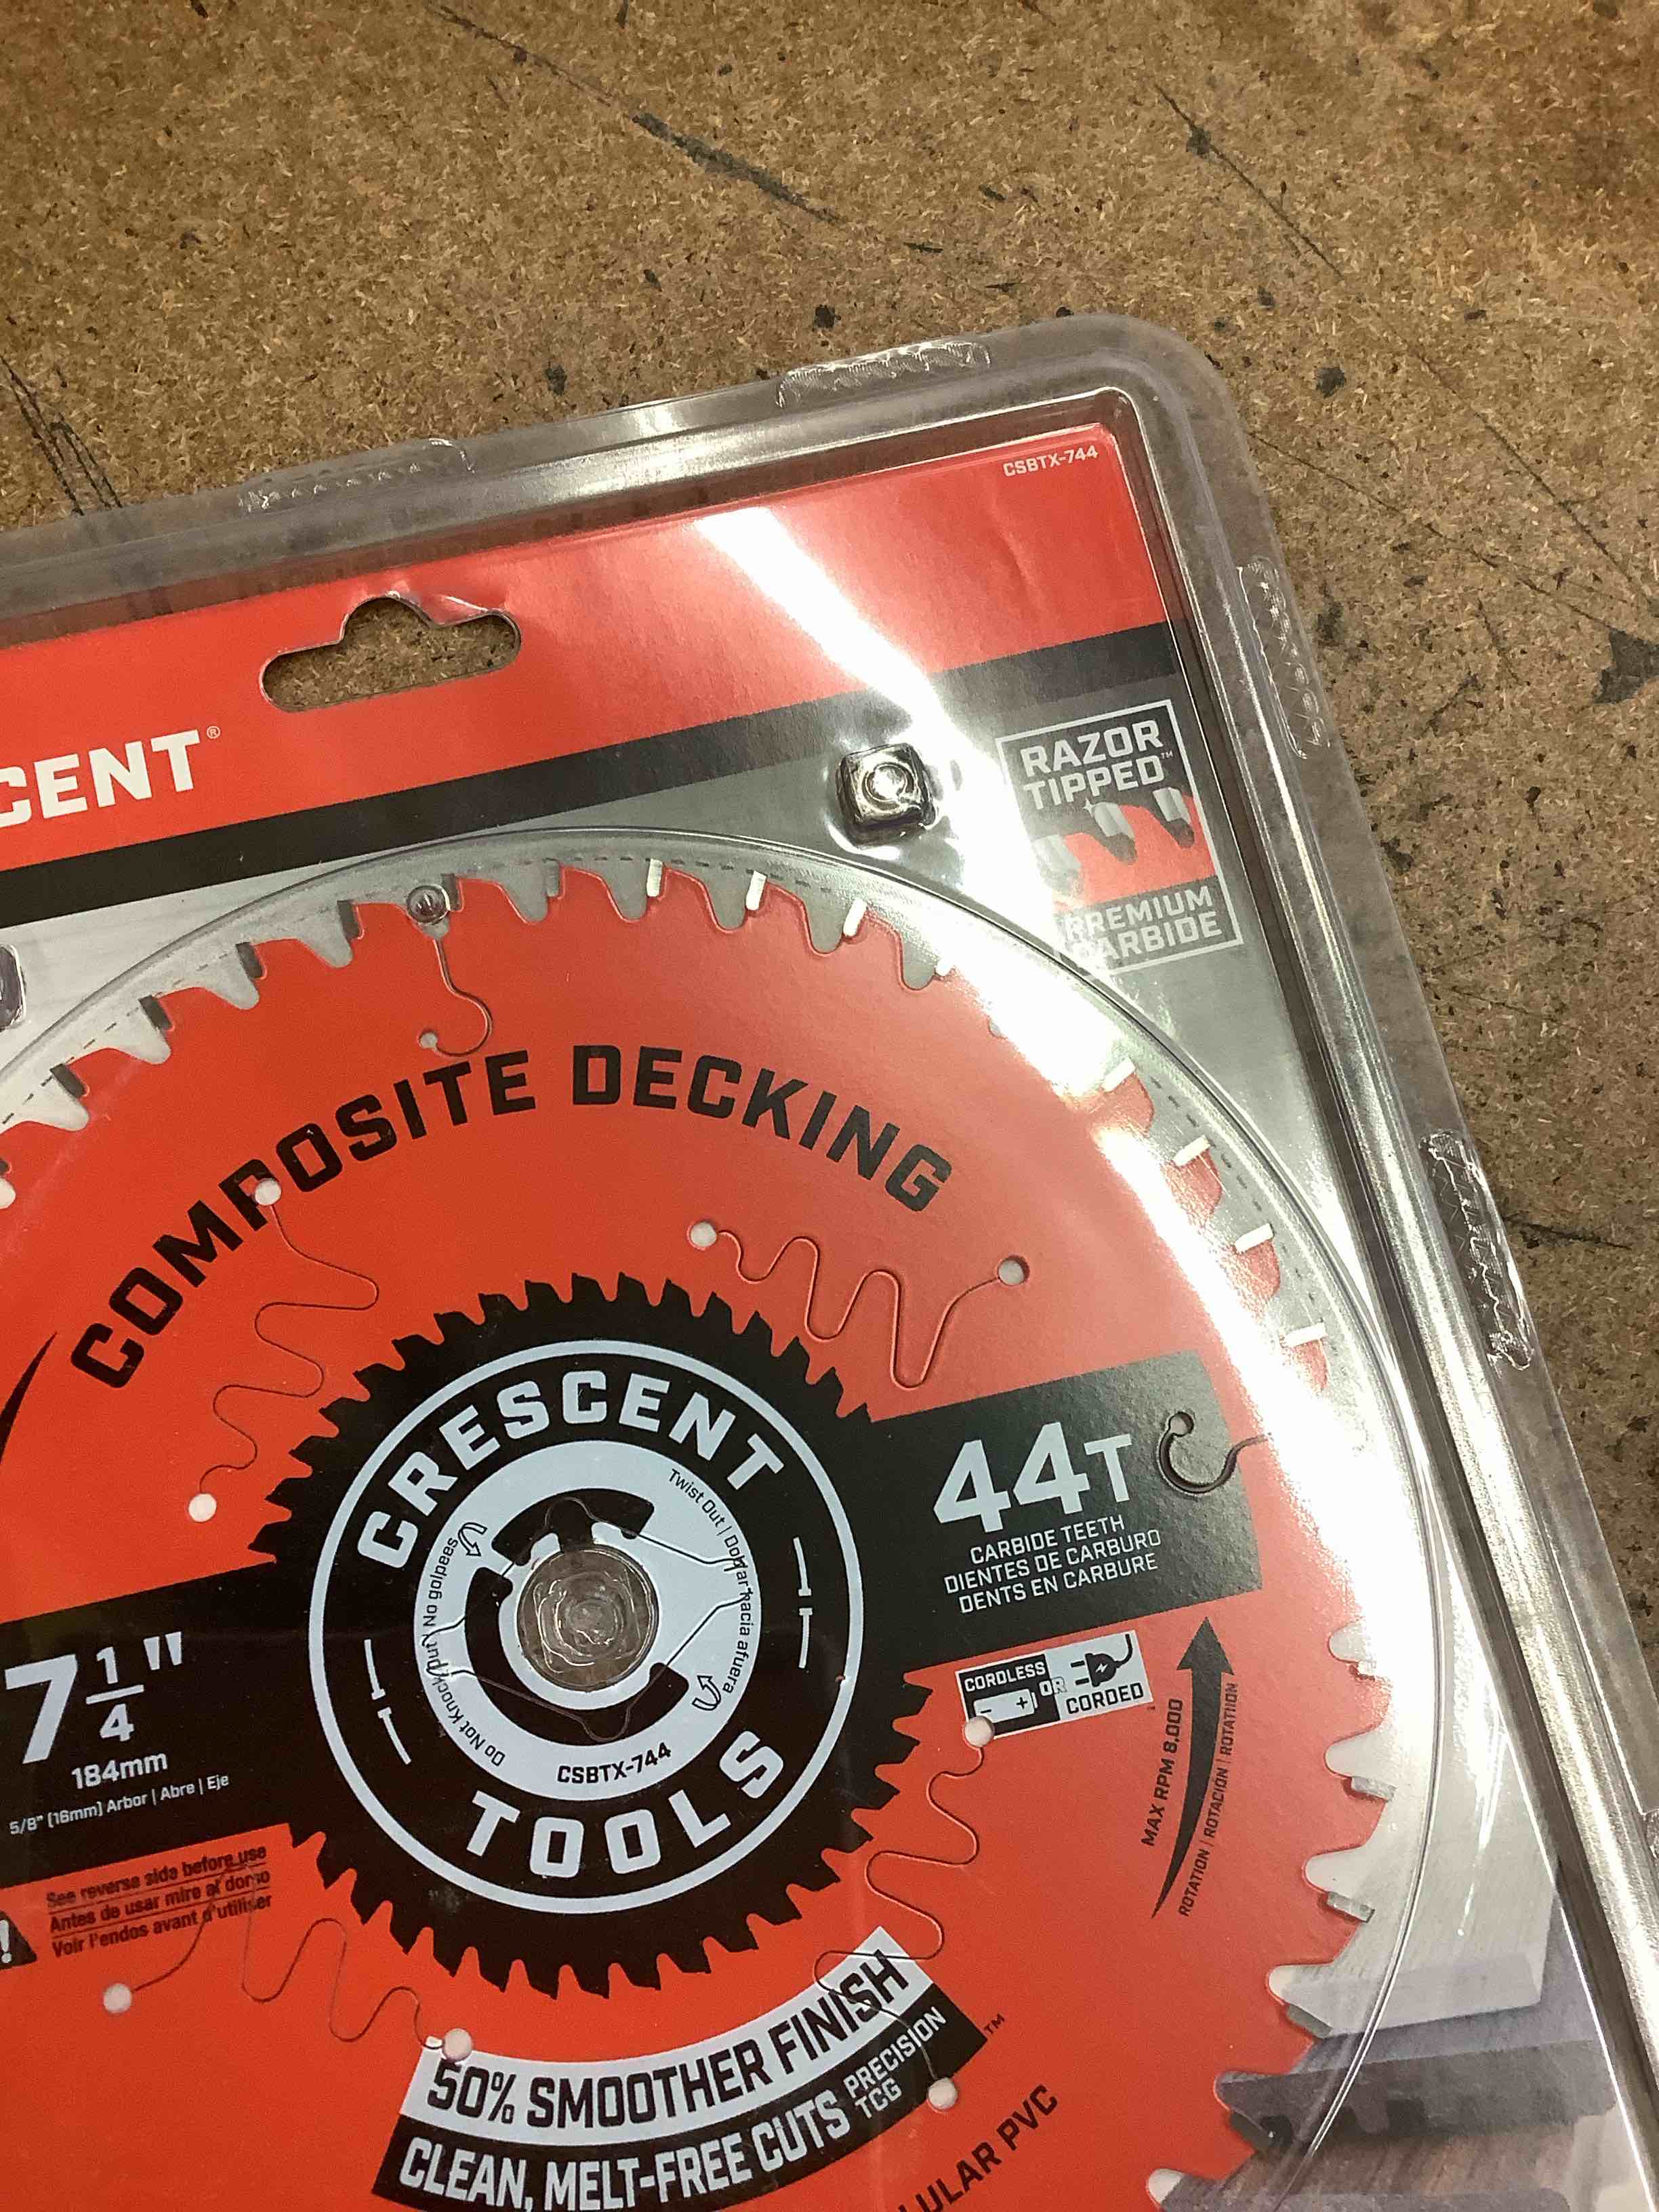 CSBTX-744
CENT®
RAZOR
TIPPED™
PREMIUM
CARBIDE
COMPOSITE DECKING
CRESCENT
TOOLS
Twist Out | Doblar hacia afuera
Do Not Knock Out | No golpees
CSBTX-744
44T
CARBIDE TEETH
DIENTES DE CARBURO
DENTS EN CARBURE
7 1/4"
184mm
5/8" (16mm) Arbor | Abre | Eje
CORDLESS
OR
CORDED
MAX RPM 8,000
ROTATION | ROTACIÓN | ROTATION
See reverse side before use
Antes de usar mire al dorso
Voir l'endos avant d'utiliser
50% SMOOTHER FINISH
CLEAN, MELT-FREE CUTS PRECISION TCG™
LULAR PVC